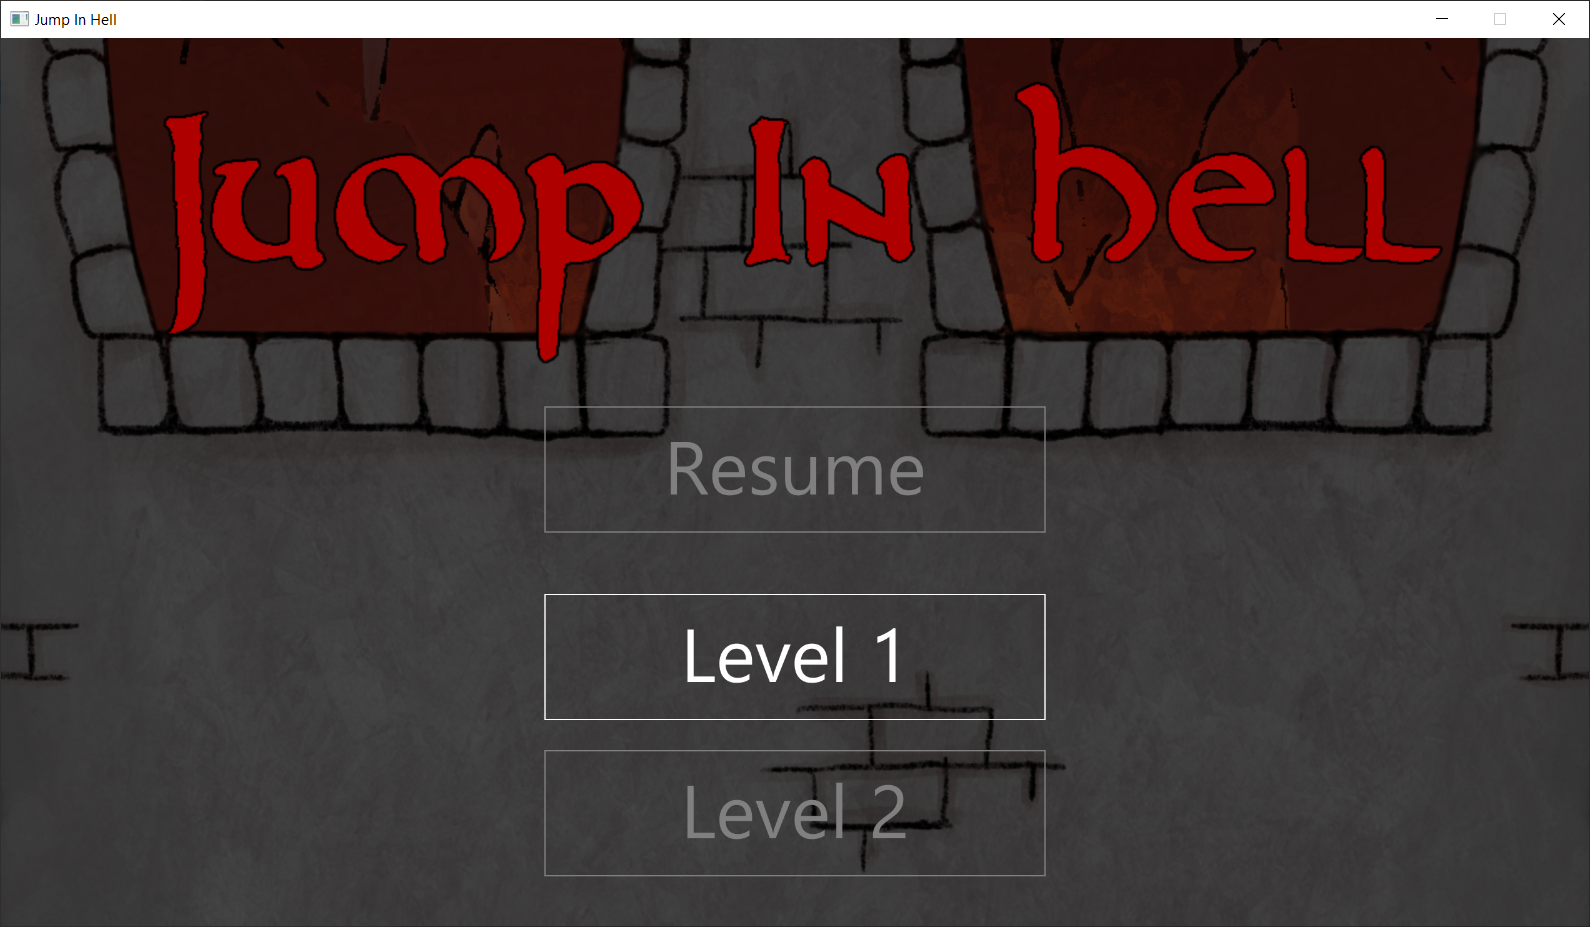 Jump In Hell
Jump In hell
Resume
Level 1
Level 2